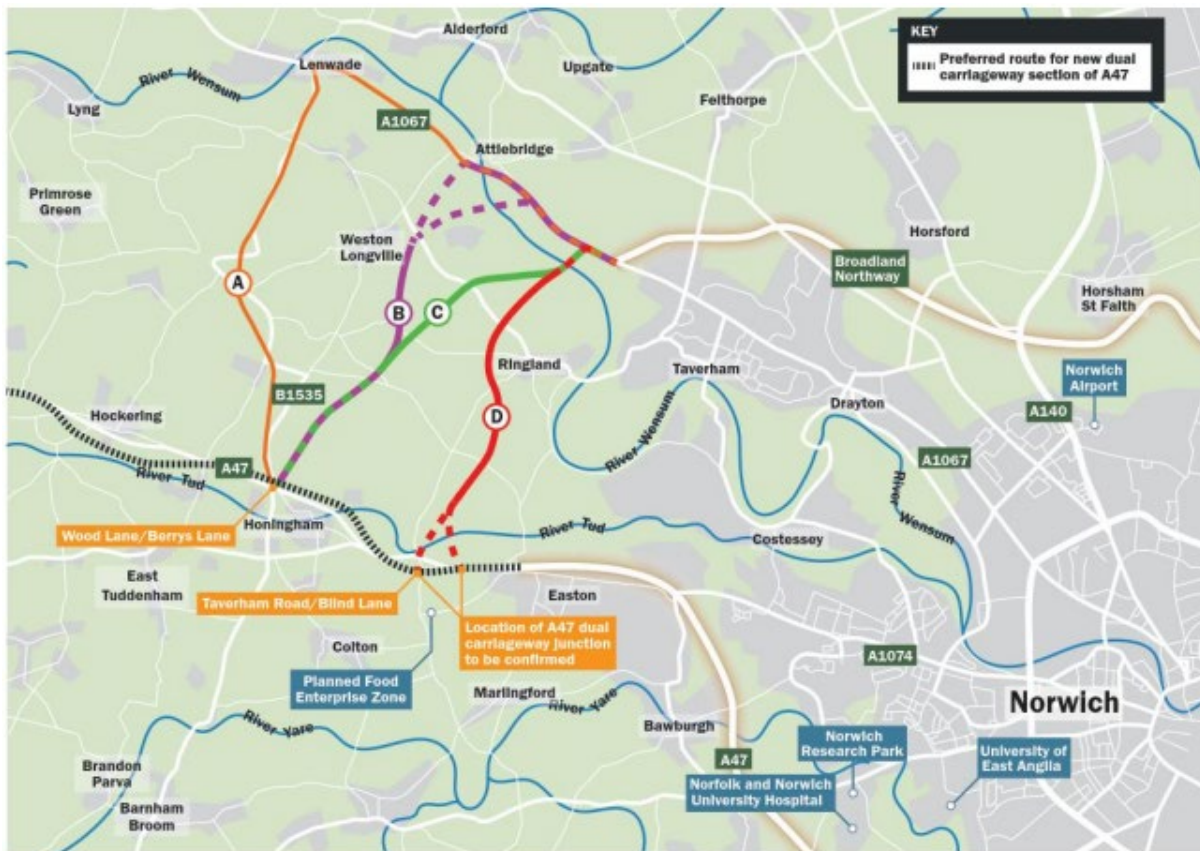 KEY
Preferred route for new dual
carriageway section of A47
Alderford
Lenwade
Upgate
River Wensum
Lyng
Felthorpe
A1067
Attlebridge
Primrose
Green
Weston
Longville
Horsford
Broadland
Northway
A
Horsham
St Faith
B
C
Ringland
Taverham
Norwich
Airport
B1535
Hockering
D
Drayton
A140
River Wensum
A1067
A47
River Tud
River Wensum
Honingham
Wood Lane/Berrys Lane
River Tud
Costessey
East
Tuddenham
Taverham Road/Blind Lane
Easton
Location of A47 dual
carriageway junction
to be confirmed
Colton
A1074
Planned Food
Enterprise Zone
Marlingford
River Yare
Norwich
River Yare
Bawburgh
Norwich
Research Park
University of
East Anglia
A47
Brandon
Parva
Norfolk and Norwich
University Hospital
Barnham
Broom